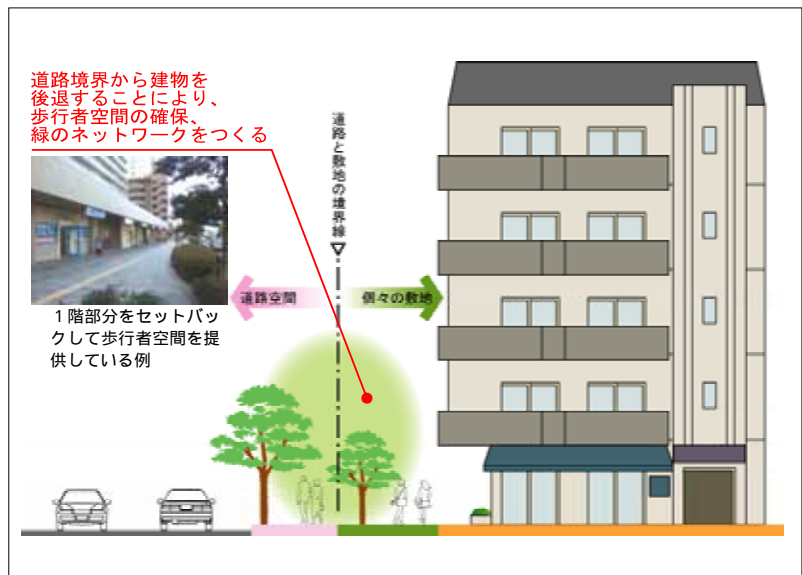 道路境界から建物を
後退することにより、
歩行者空間の確保、
緑のネットワークをつくる
道路と敷地の境界線
道路空間
個々の敷地
１階部分をセットバッ
クして歩行者空間を提
供している例